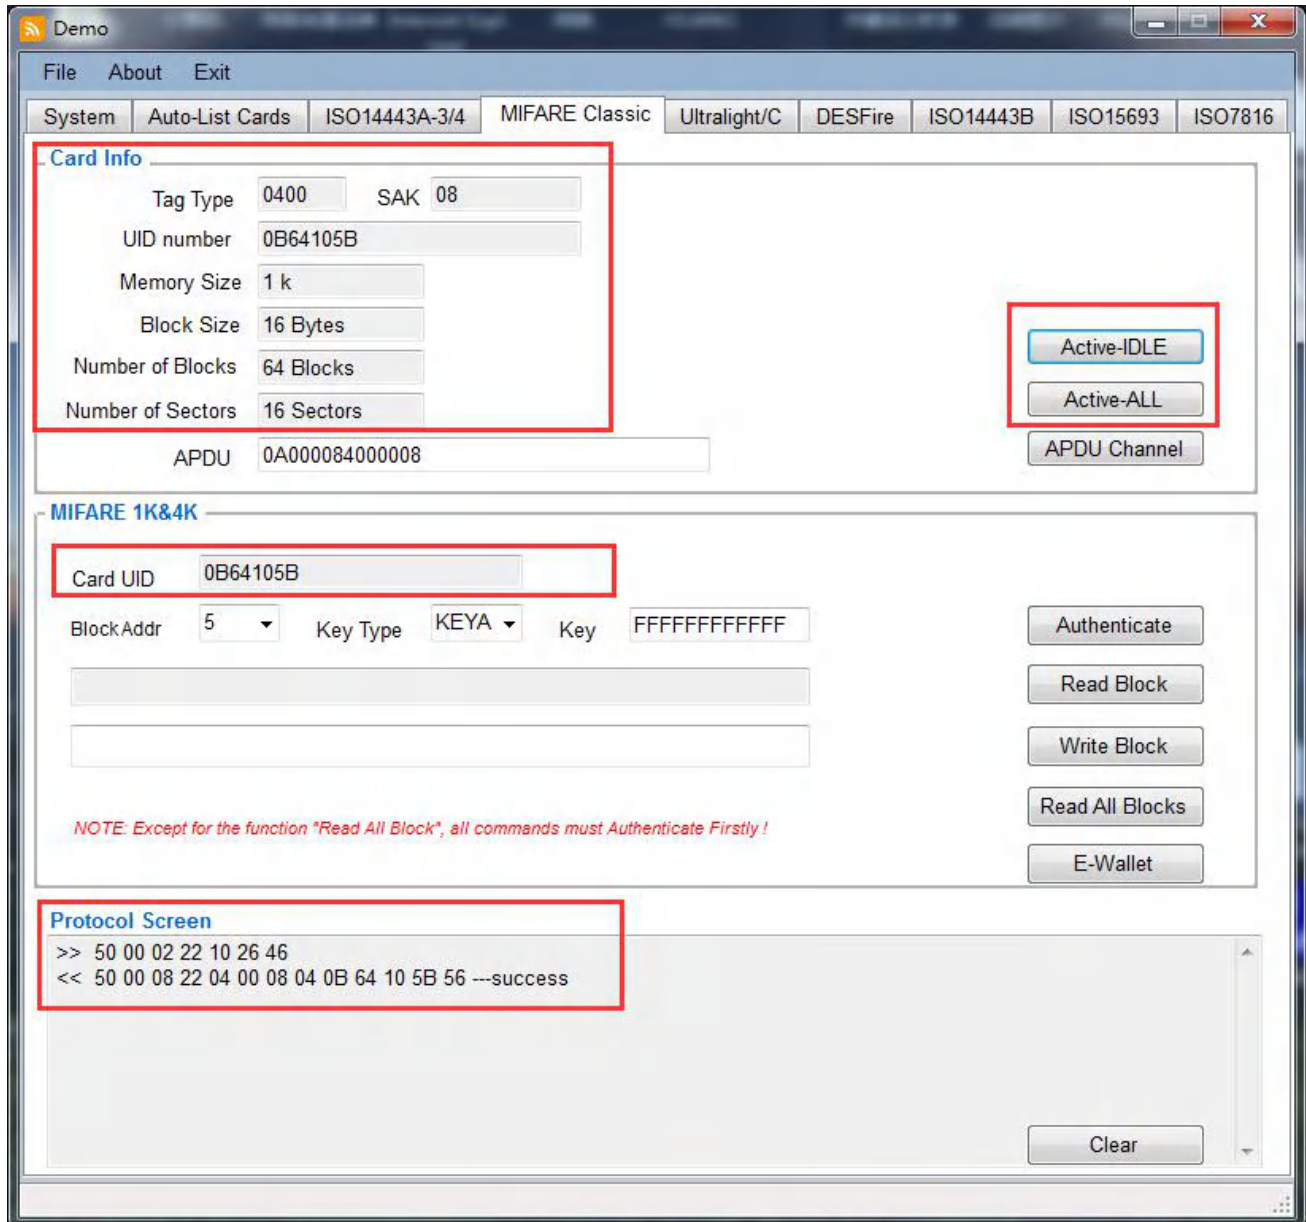 Demo
File About Exit
System Auto-List Cards ISO14443A-3/4 MIFARE Classic Ultralight/C DESFire ISO14443B ISO15693 ISO7816
Card Info
Tag Type 0400 SAK 08
UID number 0B64105B
Memory Size 1 k
Block Size 16 Bytes
Active-IDLE
Number of Blocks 64 Blocks
Number of Sectors 16 Sectors
Active-ALL
APDU 0A000084000008
APDU Channel
MIFARE 1K&4K
Card UID 0B64105B
BlockAddr 5 Key Type KEYA Key FFFFFFFFFFFF Authenticate
Read Block
Write Block
Read All Blocks
NOTE: Except for the function "Read All Block", all commands must Authenticate Firstly !
E-Wallet
Protocol Screen
>> 50 00 02 22 10 26 46
<< 50 00 08 22 04 00 08 04 0B 64 10 5B 56 ---success
Clear